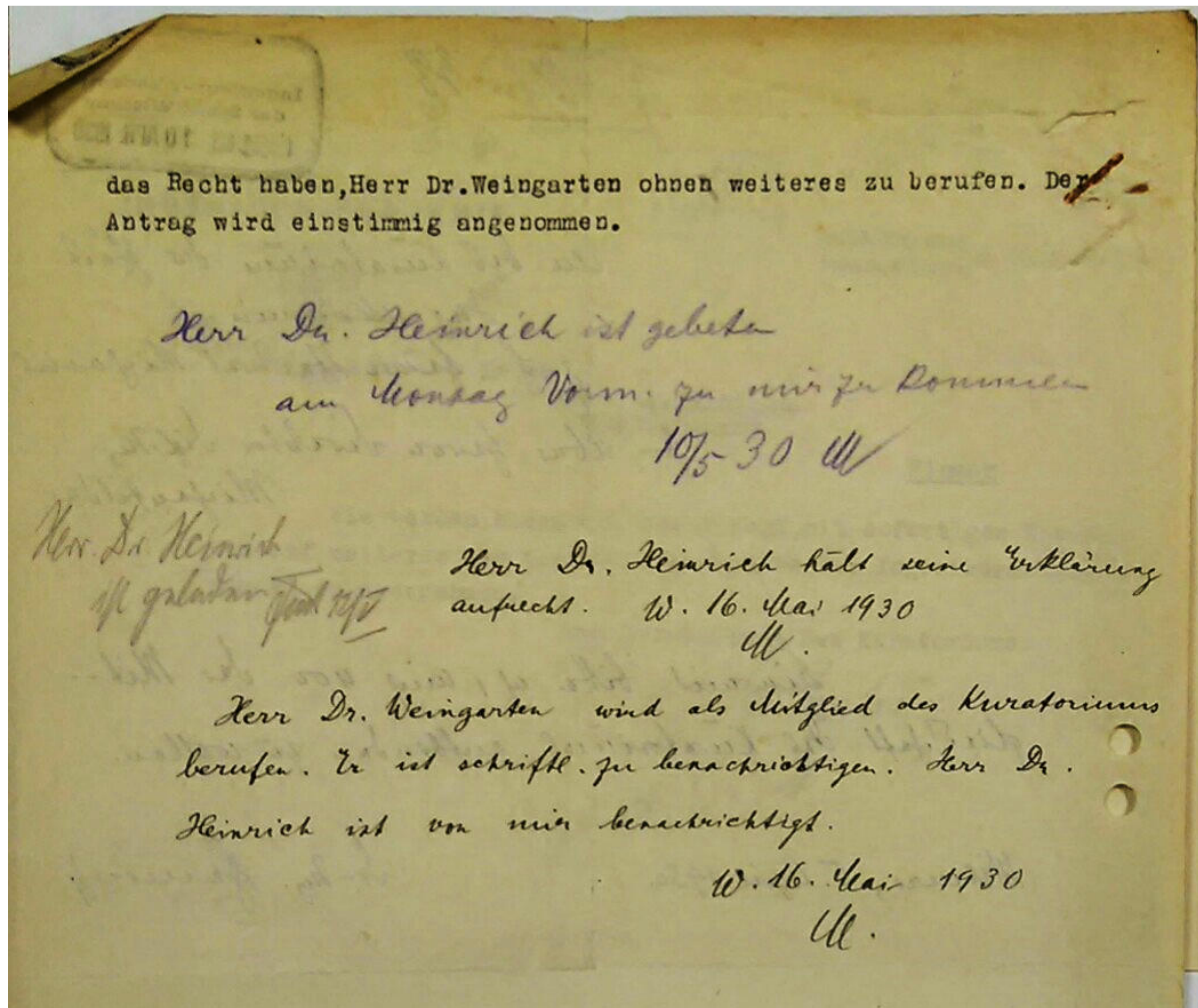 das Recht haben,Herr Dr.Weingarten ohnen weiteres zu berufen. Der
Antrag wird einstimmig angenommen.
Herr Dr. Heinrich ist gebeten
am Montag Vorm. zu mir zu kommen
10/5 30 M
Herr Dr Heinrich
ist geladen 12/V
Herr Dr. Heinrich hält seine Erklärung
aufrecht. W. 16. Mai 1930
M.
Herr Dr. Weingarten wird als Mitglied des Kuratoriums
berufen. Er ist schriftl. zu benachrichtigen. Herr Dr.
Heinrich ist von mir benachrichtigt.
W. 16. Mai 1930
M.